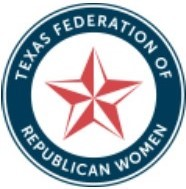 TEXAS FEDERATION OF
REPUBLICAN WOMEN